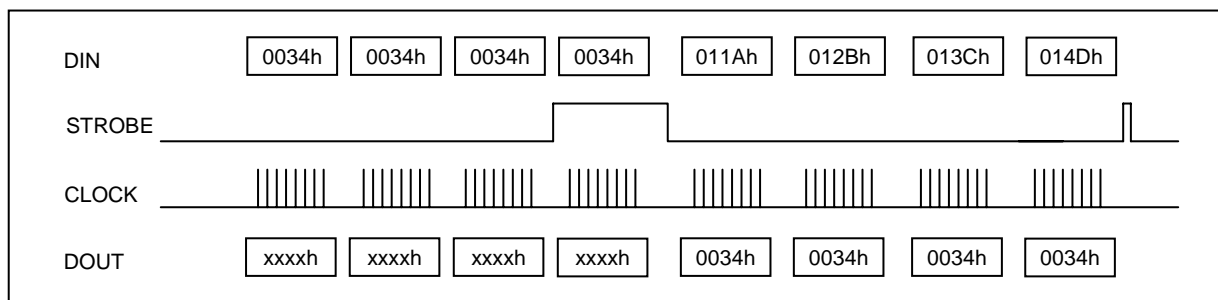 DIN 0034h 0034h 0034h 0034h 011Ah 012Bh 013Ch 014Dh
STROBE
CLOCK
DOUT xxxxh xxxxh xxxxh xxxxh 0034h 0034h 0034h 0034h